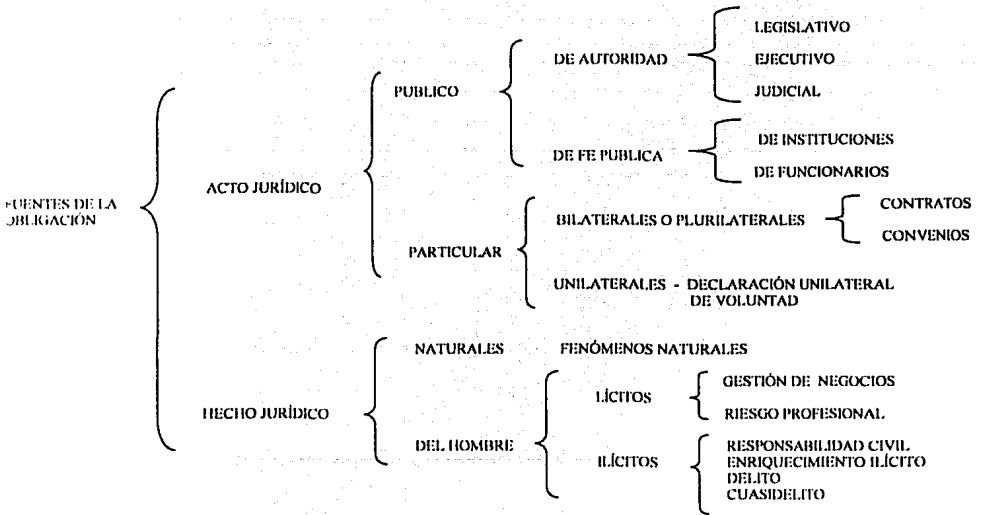 LEGISLATIVO
DE AUTORIDAD
EJECUTIVO
PUBLICO
JUDICIAL
DE INSTITUCIONES
DE FE PUBLICA
DE FUNCIONARIOS
ACTO JURÍDICO
FUENTES DE LA
OBLIGACIÓN
CONTRATOS
BILATERALES O PLURILATERALES
CONVENIOS
PARTICULAR
UNILATERALES - DECLARACIÓN UNILATERAL
DE VOLUNTAD
NATURALES FENÓMENOS NATURALES
GESTIÓN DE NEGOCIOS
LÍCITOS
RIESGO PROFESIONAL
HECHO JURÍDICO
DEL HOMBRE
RESPONSABILIDAD CIVIL
ILÍCITOS
ENRIQUECIMIENTO ILÍCITO
DELITO
CUASIDELITO